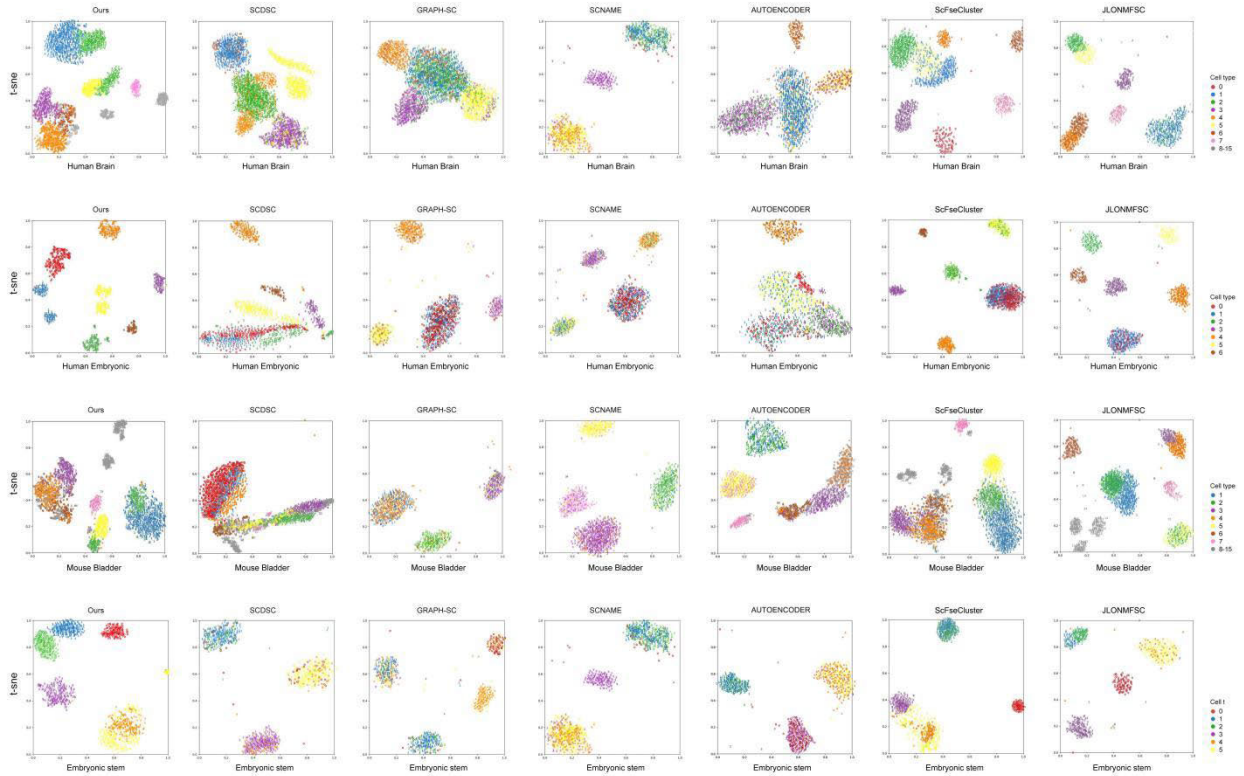 Ours SCDSC GRAPH-SC SCNAME AUTOENCODER ScFseCluster JLONMFSC
t-sne
Cell type
0
1
2
3
4
5
6
7
8-15
Human Brain Human Brain Human Brain Human Brain Human Brain Human Brain Human Brain
Ours SCDSC GRAPH-SC SCNAME AUTOENCODER ScFseCluster JLONMFSC
t-sne
Cell type
0
1
2
3
4
5
6
Human Embryonic Human Embryonic Human Embryonic Human Embryonic Human Embryonic Human Embryonic Human Embryonic
Ours SCDSC GRAPH-SC SCNAME AUTOENCODER ScFseCluster JLONMFSC
t-sne
Cell type
1
2
3
4
5
6
7
8-15
Mouse Bladder Mouse Bladder Mouse Bladder Mouse Bladder Mouse Bladder Mouse Bladder Mouse Bladder
Ours SCDSC GRAPH-SC SCNAME AUTOENCODER ScFseCluster JLONMFSC
t-sne
Cell t
0
1
2
3
4
5
Embryonic stem Embryonic stem Embryonic stem Embryonic stem Embryonic stem Embryonic stem Embryonic stem